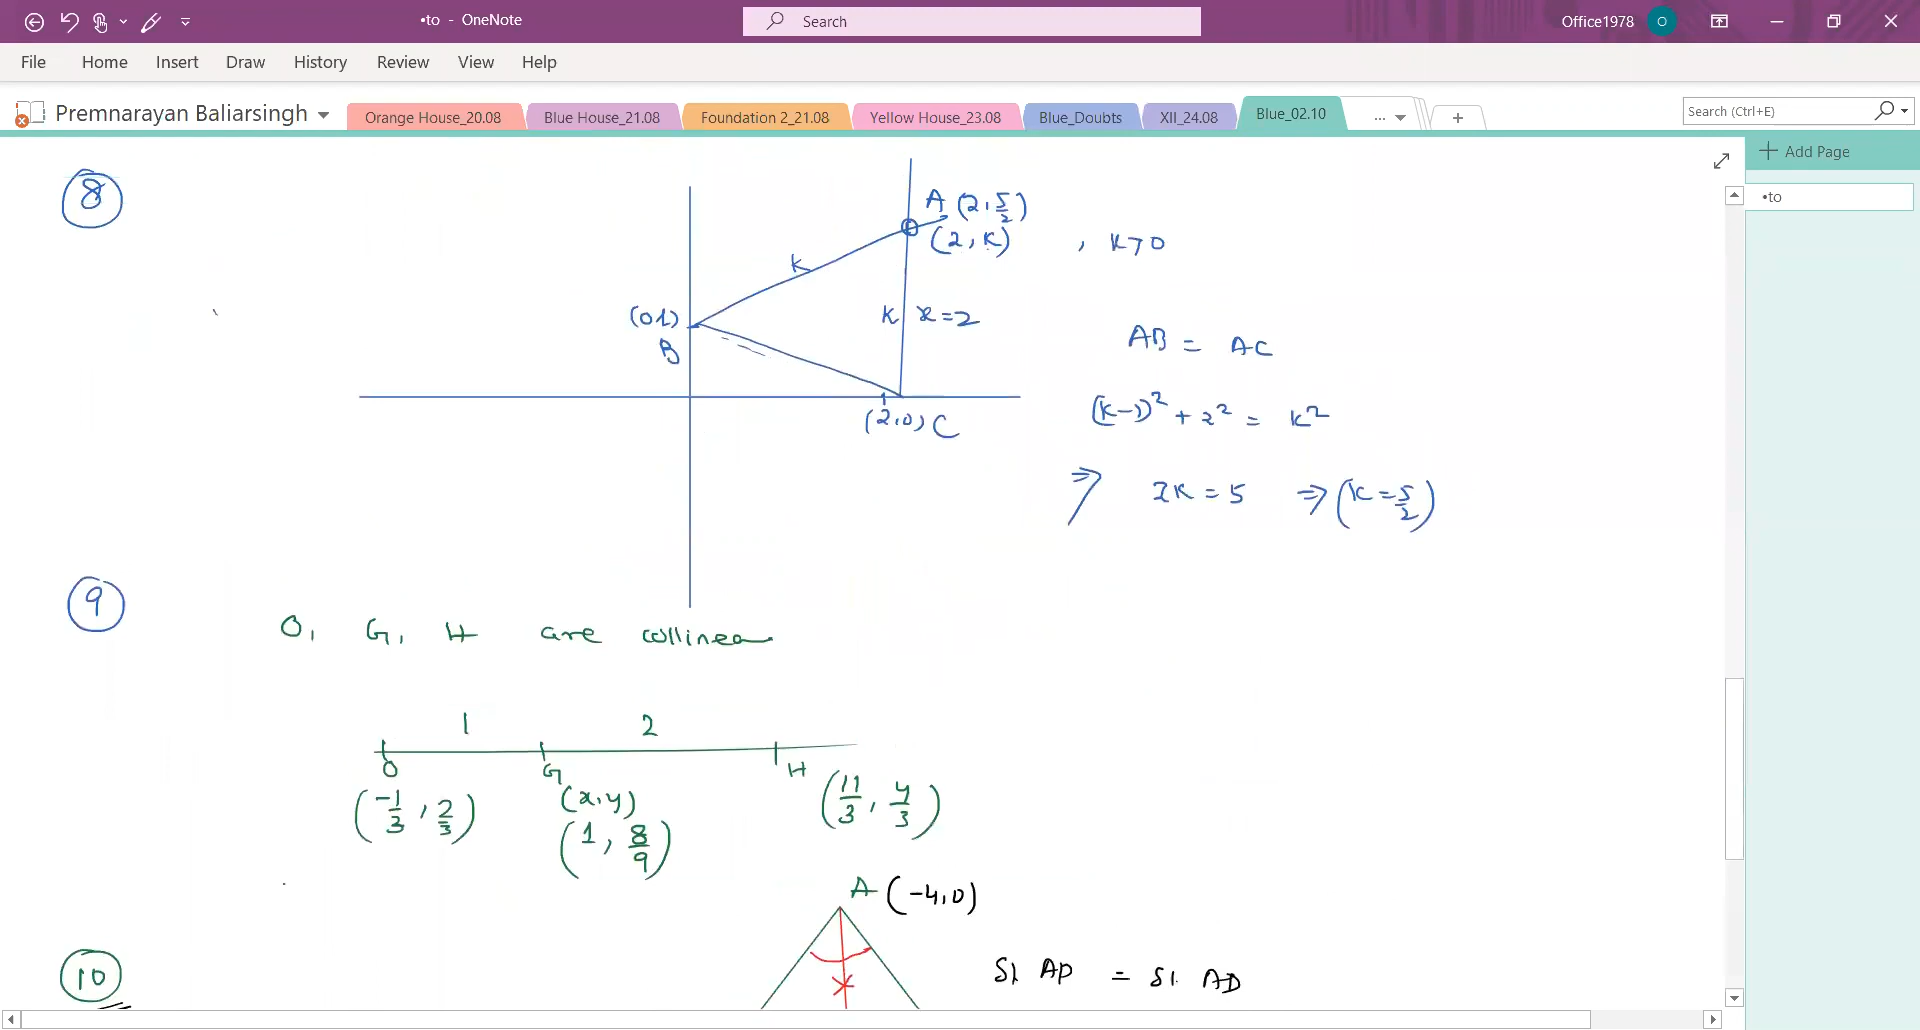 •to - OneNote
Search
Office1978
O
File Home Insert Draw History Review View Help
Premnarayan Baliarsingh
Orange House_20.08
Blue House_21.08
Foundation 2_21.08
Yellow House_23.08
Blue_Doubts
XII_24.08
Blue_02.10
...
+
Search (Ctrl+E)
+ Add Page
•to
8
A (2, 5/2)
(2, K) , K>0
K
(0,1)
B
K x=2
(2,0) C
AB = AC
(K-1)² + 2² = K²
⇒ 2K = 5 ⇒ (K = 5/2)
9
O, G, H are collinear
1 2
O G H
(-1/3, 2/3) (x,y) (11/3, 4/3)
(1, 8/9)
A (-4,0)
10
Sl. AP = Sl. AD